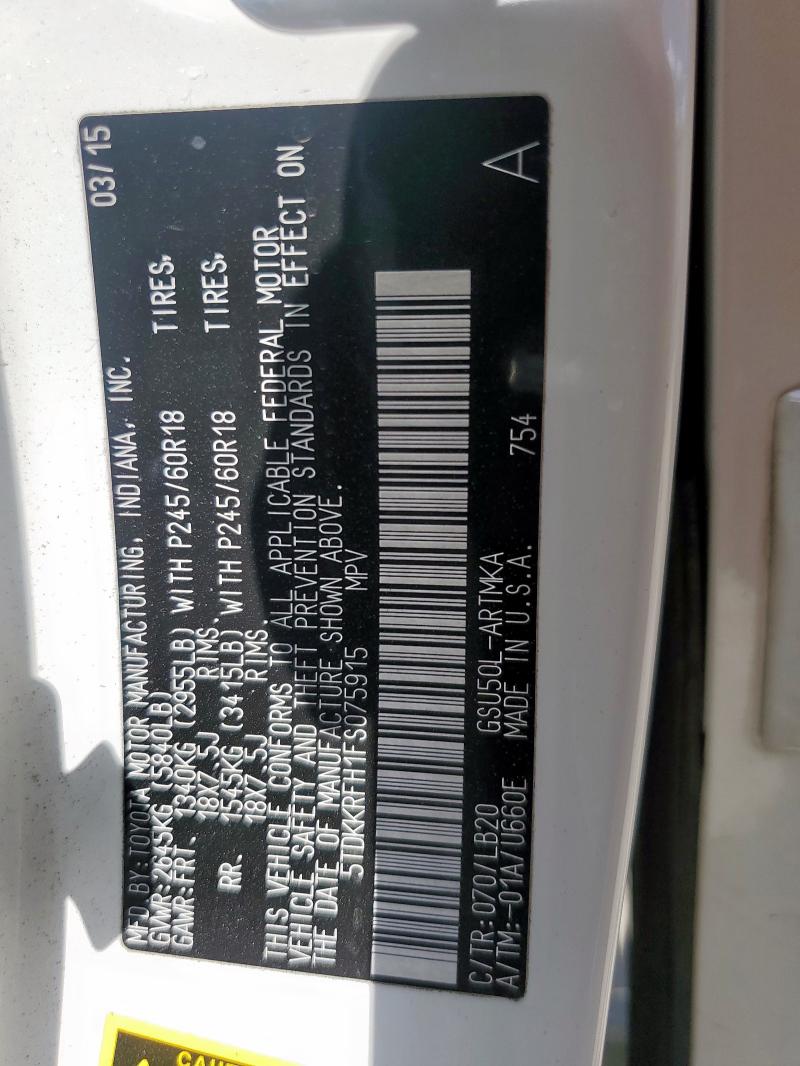 MFD BY:TOYOTA MOTOR MANUFACTURING, INDIANA, INC. 03/15
GVWR:2645KG (5840LB)
GAWR:FRT. 1340KG (2955LB) WITH P245/60R18 TIRES,
18X7.5J RIMS.
RR. 1545KG (3415LB) WITH P245/60R18 TIRES,
18X7.5J RIMS.
THIS VEHICLE CONFORMS TO ALL APPLICABLE FEDERAL MOTOR
VEHICLE SAFETY AND THEFT PREVENTION STANDARDS IN EFFECT ON
THE DATE OF MANUFACTURE SHOWN ABOVE.
5TDKKRFH1FS075915 MPV
C/TR:070/LB20 GSU50L-ARTMKA
A/TM:-01A/U660E MADE IN U.S.A. 754 A